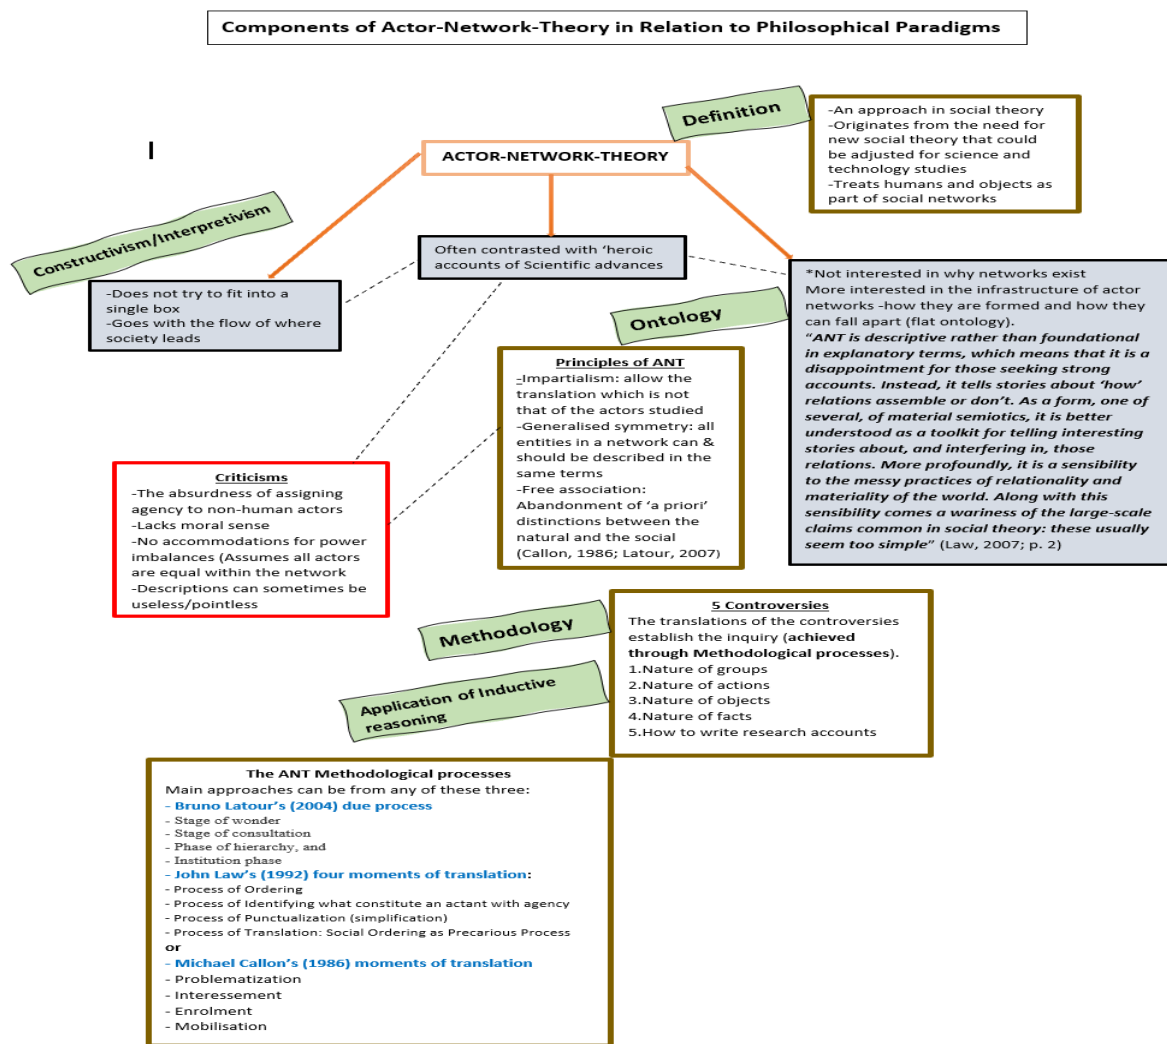 Components of Actor-Network-Theory in Relation to Philosophical Paradigms
Definition
-An approach in social theory
-Originates from the need for
new social theory that could
be adjusted for science and
technology studies
-Treats humans and objects as
part of social networks
I
ACTOR-NETWORK-THEORY
Constructivism/Interpretivism
-Does not try to fit into a
single box
-Goes with the flow of where
society leads
Often contrasted with ‘heroic
accounts of Scientific advances
*Not interested in why networks exist
More interested in the infrastructure of actor
networks -how they are formed and how they
can fall apart (flat ontology).
“ANT is descriptive rather than foundational
in explanatory terms, which means that it is a
disappointment for those seeking strong
accounts. Instead, it tells stories about ‘how’
relations assemble or don’t. As a form, one of
several, of material semiotics, it is better
understood as a toolkit for telling interesting
stories about, and interfering in, those
relations. More profoundly, it is a sensibility
to the messy practices of relationality and
materiality of the world. Along with this
sensibility comes a wariness of the large-scale
claims common in social theory: these usually
seem too simple” (Law, 2007; p. 2)
Ontology
Principles of ANT
-Impartialism: allow the
translation which is not
that of the actors studied
-Generalised symmetry: all
entities in a network can &
should be described in the
same terms
-Free association:
Abandonment of ‘a priori’
distinctions between the
natural and the social
(Callon, 1986; Latour, 2007)
Criticisms
-The absurdness of assigning
agency to non-human actors
-Lacks moral sense
-No accommodations for power
imbalances (Assumes all actors
are equal within the network
-Descriptions can sometimes be
useless/pointless
Methodology
Application of Inductive
reasoning
5 Controversies
The translations of the controversies
establish the inquiry (achieved
through Methodological processes).
1.Nature of groups
2.Nature of actions
3.Nature of objects
4.Nature of facts
5.How to write research accounts
The ANT Methodological processes
Main approaches can be from any of these three:
- Bruno Latour’s (2004) due process
- Stage of wonder
- Stage of consultation
- Phase of hierarchy, and
- Institution phase
- John Law’s (1992) four moments of translation:
- Process of Ordering
- Process of Identifying what constitute an actant with agency
- Process of Punctualization (simplification)
- Process of Translation: Social Ordering as Precarious Process
or
- Michael Callon’s (1986) moments of translation
- Problematization
- Interessement
- Enrolment
- Mobilisation